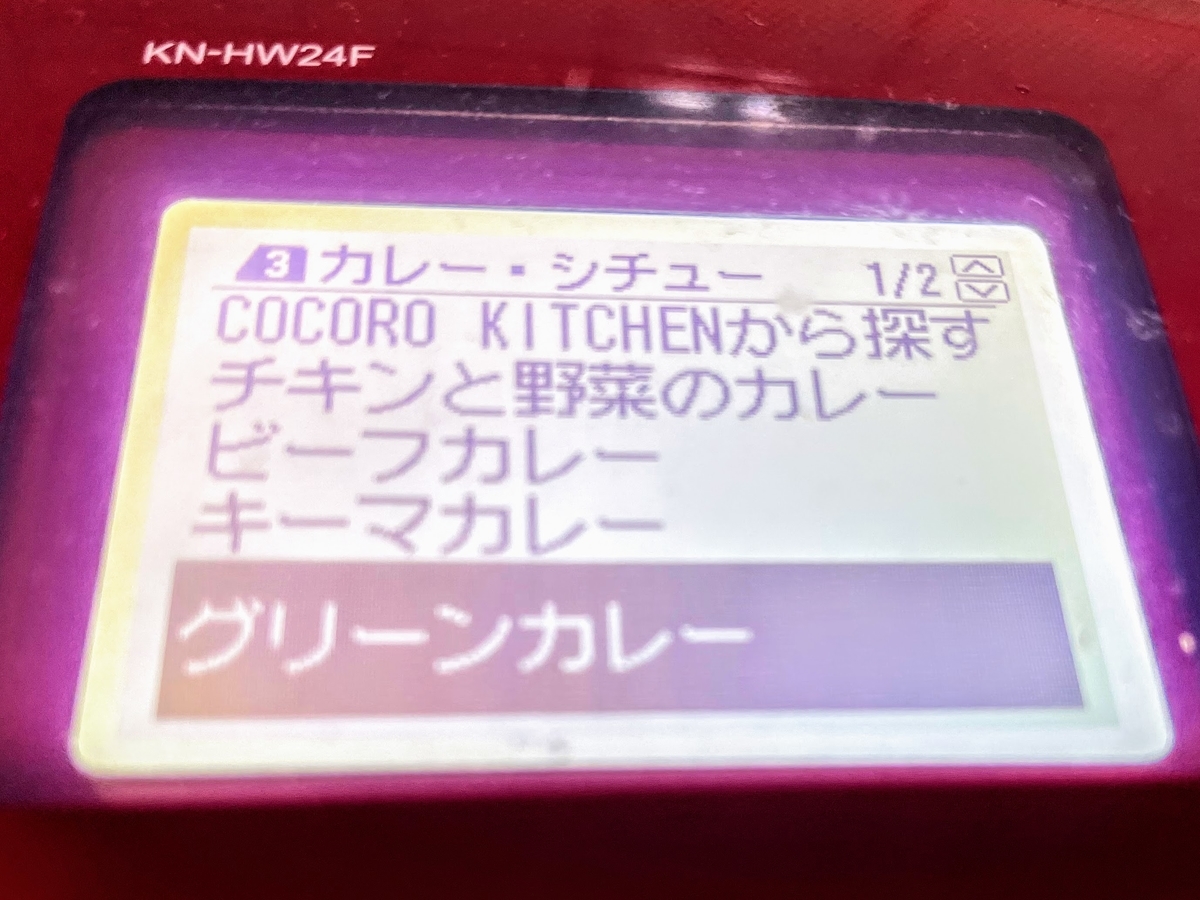 KN-HW24F
3 カレー・シチュー 1/2
COCORO KITCHENから探す
チキンと野菜のカレー
ビーフカレー
キーマカレー
グリーンカレー